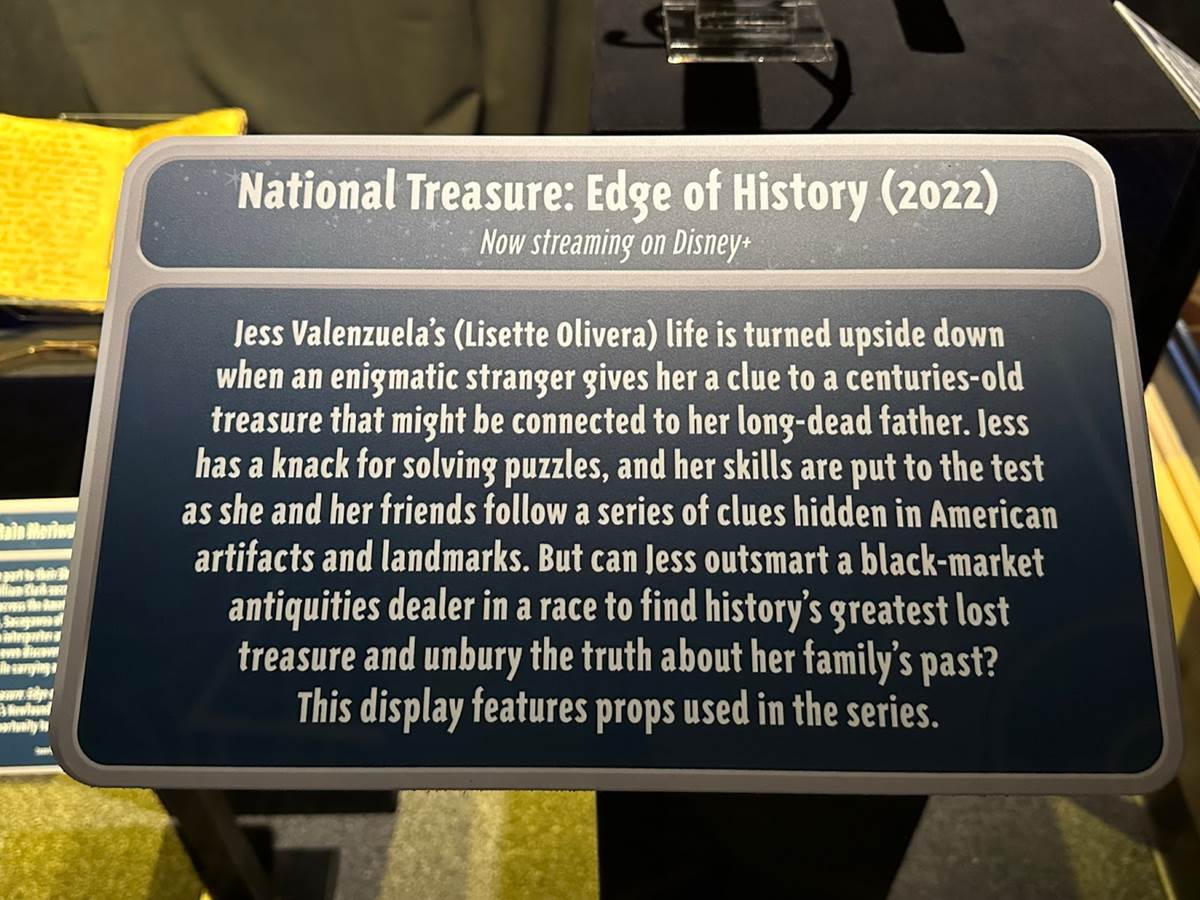 National Treasure: Edge of History (2022)
Now streaming on Disney+
Jess Valenzuela's (Lisette Olivera) life is turned upside down
when an enigmatic stranger gives her a clue to a centuries-old
treasure that might be connected to her long-dead father. Jess
has a knack for solving puzzles, and her skills are put to the test
as she and her friends follow a series of clues hidden in American
artifacts and landmarks. But can Jess outsmart a black-market
antiquities dealer in a race to find history's greatest lost
treasure and unbury the truth about her family's past?
This display features props used in the series.